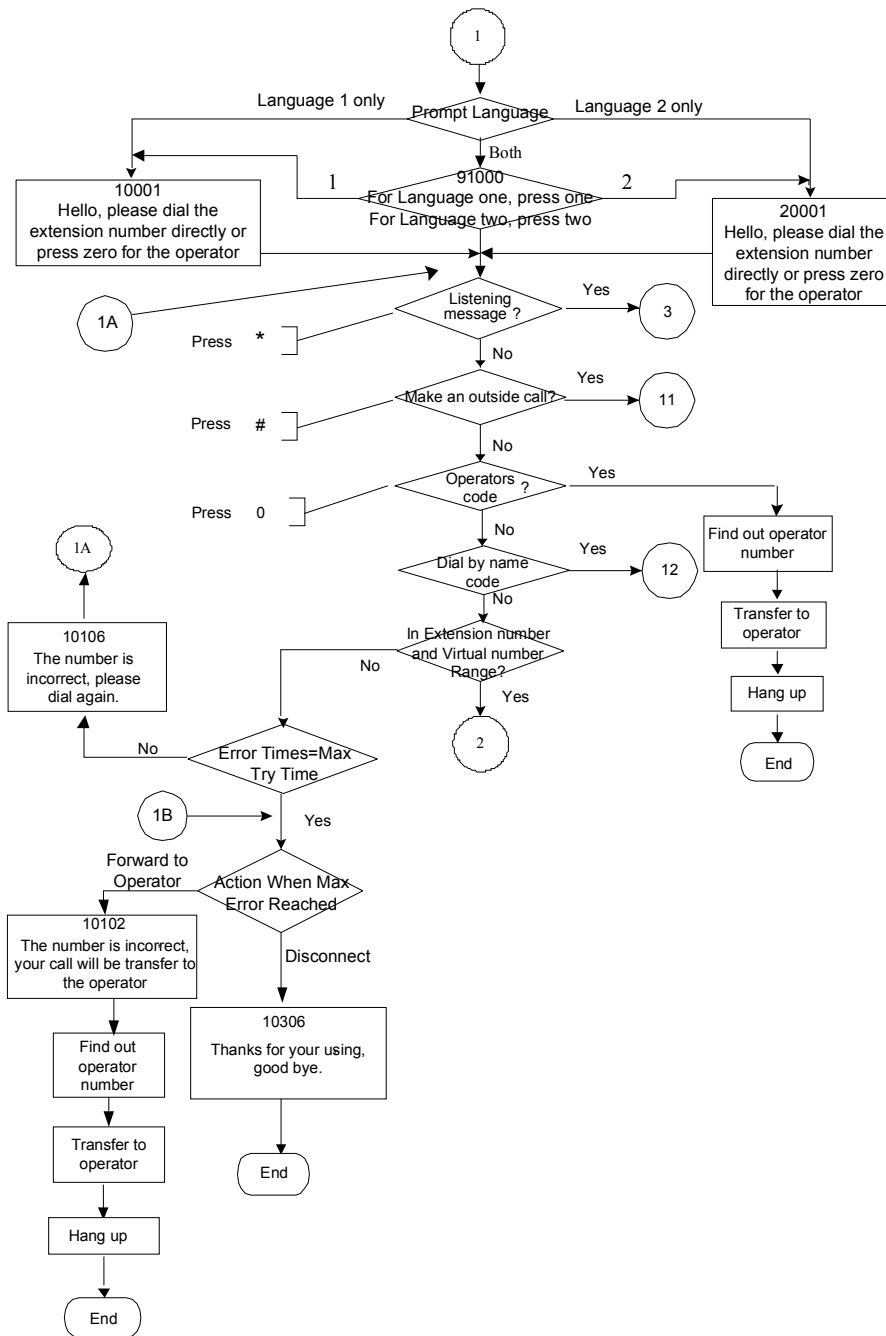 1
Language 1 only
Language 2 only
Prompt Language
Both
1
91000
2
For Language one, press one
For Language two, press two
10001
Hello, please dial the
extension number directly or
press zero for the operator
20001
Hello, please dial the
extension number
directly or press zero
for the operator
1A
Listening
message ?
Yes
3
Press *
No
Make an outside call?
Yes
11
Press #
No
Operators
code ?
Yes
Press 0
No
Find out operator
number
1A
Dial by name
code
Yes
12
No
Transfer to
operator
10106
The number is
incorrect, please
dial again.
In Extension number
and Virtual number
Range?
No
Yes
Hang up
2
End
No
Error Times=Max
Try Time
1B
Yes
Forward to
Operator
Action When Max
Error Reached
10102
The number is incorrect,
your call will be transfer to
the operator
Disconnect
10306
Thanks for your using,
good bye.
Find out
operator
number
Transfer to
operator
End
Hang up
End